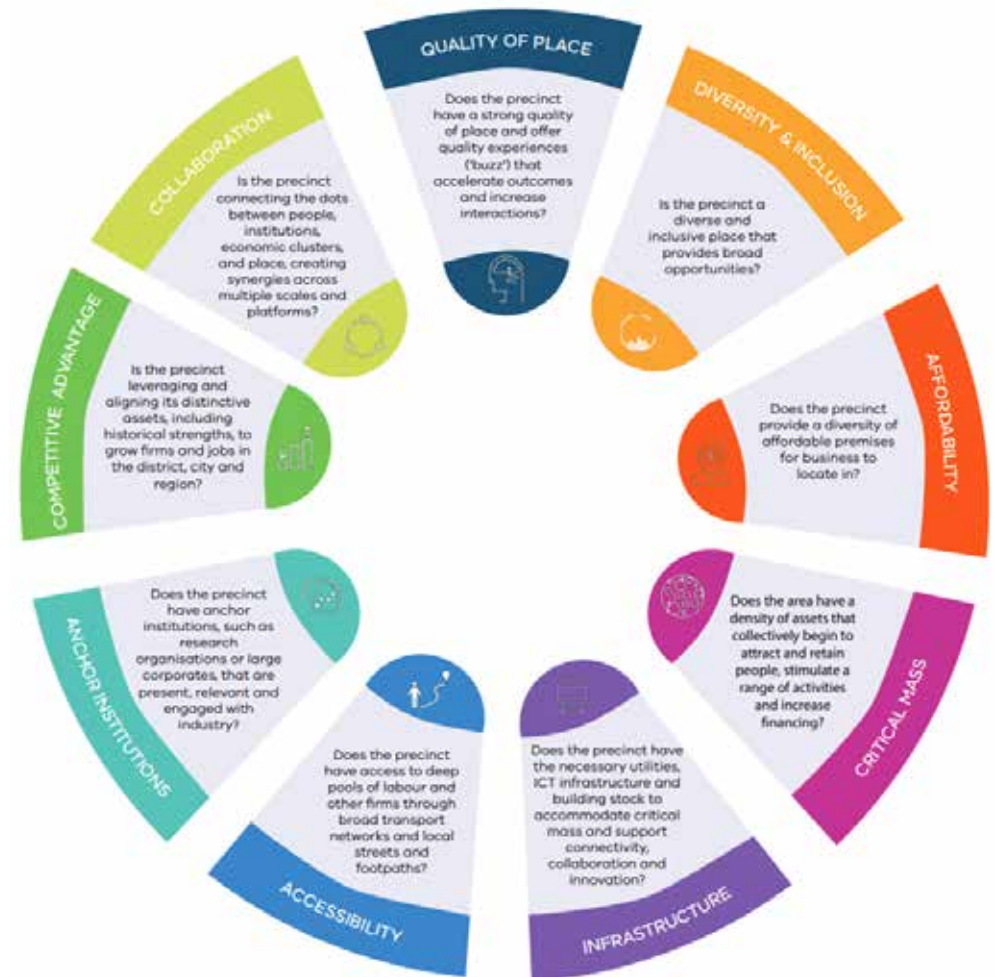 QUALITY OF PLACE
Does the precinct
have a strong quality
of place and offer
quality experiences
('buzz') that
accelerate outcomes
and increase
interactions?
DIVERSITY & INCLUSION
Is the precinct a
diverse and
inclusive place that
provides broad
opportunities?
AFFORDABILITY
Does the precinct
provide a diversity of
affordable premises
for business to
locate in?
CRITICAL MASS
Does the area have a
density of assets that
collectively begin to
attract and retain
people, stimulate a
range of activities
and increase
financing?
INFRASTRUCTURE
Does the precinct have
the necessary utilities,
ICT infrastructure and
building stock to
accommodate critical
mass and support
connectivity,
collaboration and
innovation?
ACCESSIBILITY
Does the precinct
have access to deep
pools of labour and
other firms through
broad transport
networks and local
streets and
footpaths?
ANCHOR INSTITUTIONS
Does the precinct
have anchor
institutions, such as
research
organisations or large
corporates, that are
present, relevant and
engaged with
industry?
COMPETITIVE ADVANTAGE
Is the precinct
leveraging and
aligning its distinctive
assets, including
historical strengths, to
grow firms and jobs in
the district, city and
region?
COLLABORATION
Is the precinct
connecting the dots
between people,
institutions,
economic clusters,
and place, creating
synergies across
multiple scales and
platforms?